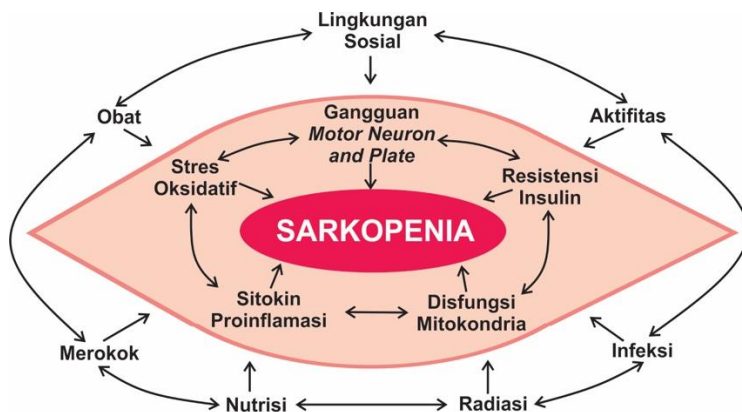 Lingkungan
Sosial
Obat
Aktifitas
Gangguan
Motor Neuron
and Plate
Stres
Oksidatif
Resistensi
Insulin
SARKOPENIA
Sitokin
Proinflamasi
Disfungsi
Mitokondria
Merokok
Infeksi
Nutrisi
Radiasi